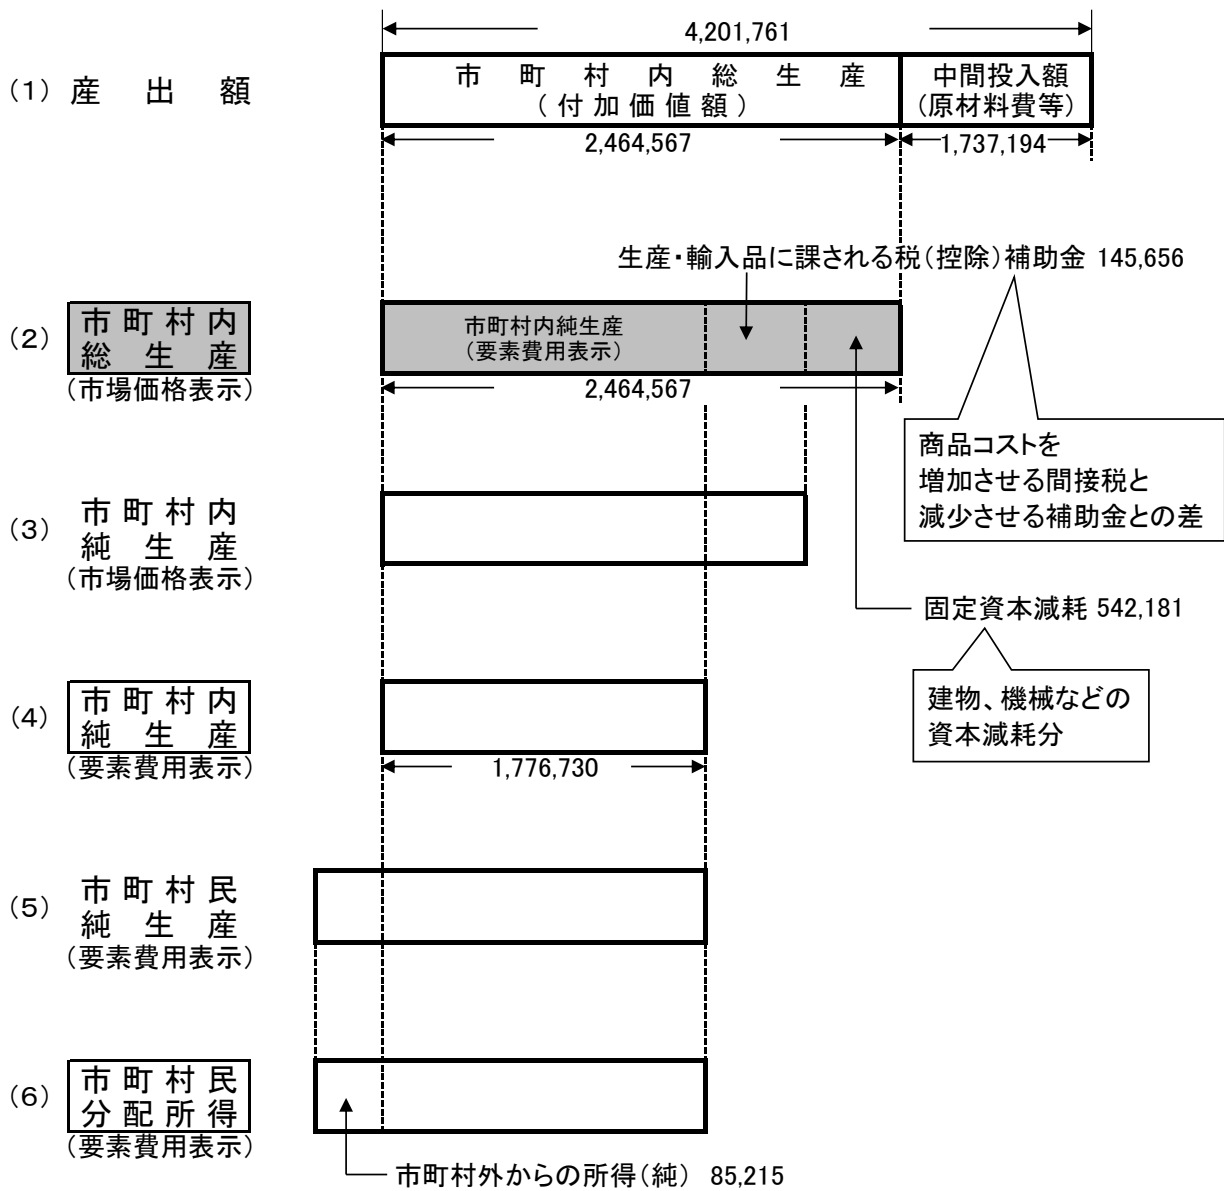 4,201,761
(1) 産出額
市町村内総生産
(付加価値額)
中間投入額
(原材料費等)
2,464,567
1,737,194
生産・輸入品に課される税(控除)補助金 145,656
(2) 市町村内
総生産
(市場価格表示)
市町村内純生産
(要素費用表示)
2,464,567
商品コストを
増加させる間接税と
減少させる補助金との差
(3) 市町村内
純生産
(市場価格表示)
固定資本減耗 542,181
建物、機械などの
資本減耗分
(4) 市町村内
純生産
(要素費用表示)
1,776,730
(5) 市町村民
純生産
(要素費用表示)
(6) 市町村民
分配所得
(要素費用表示)
市町村外からの所得(純) 85,215